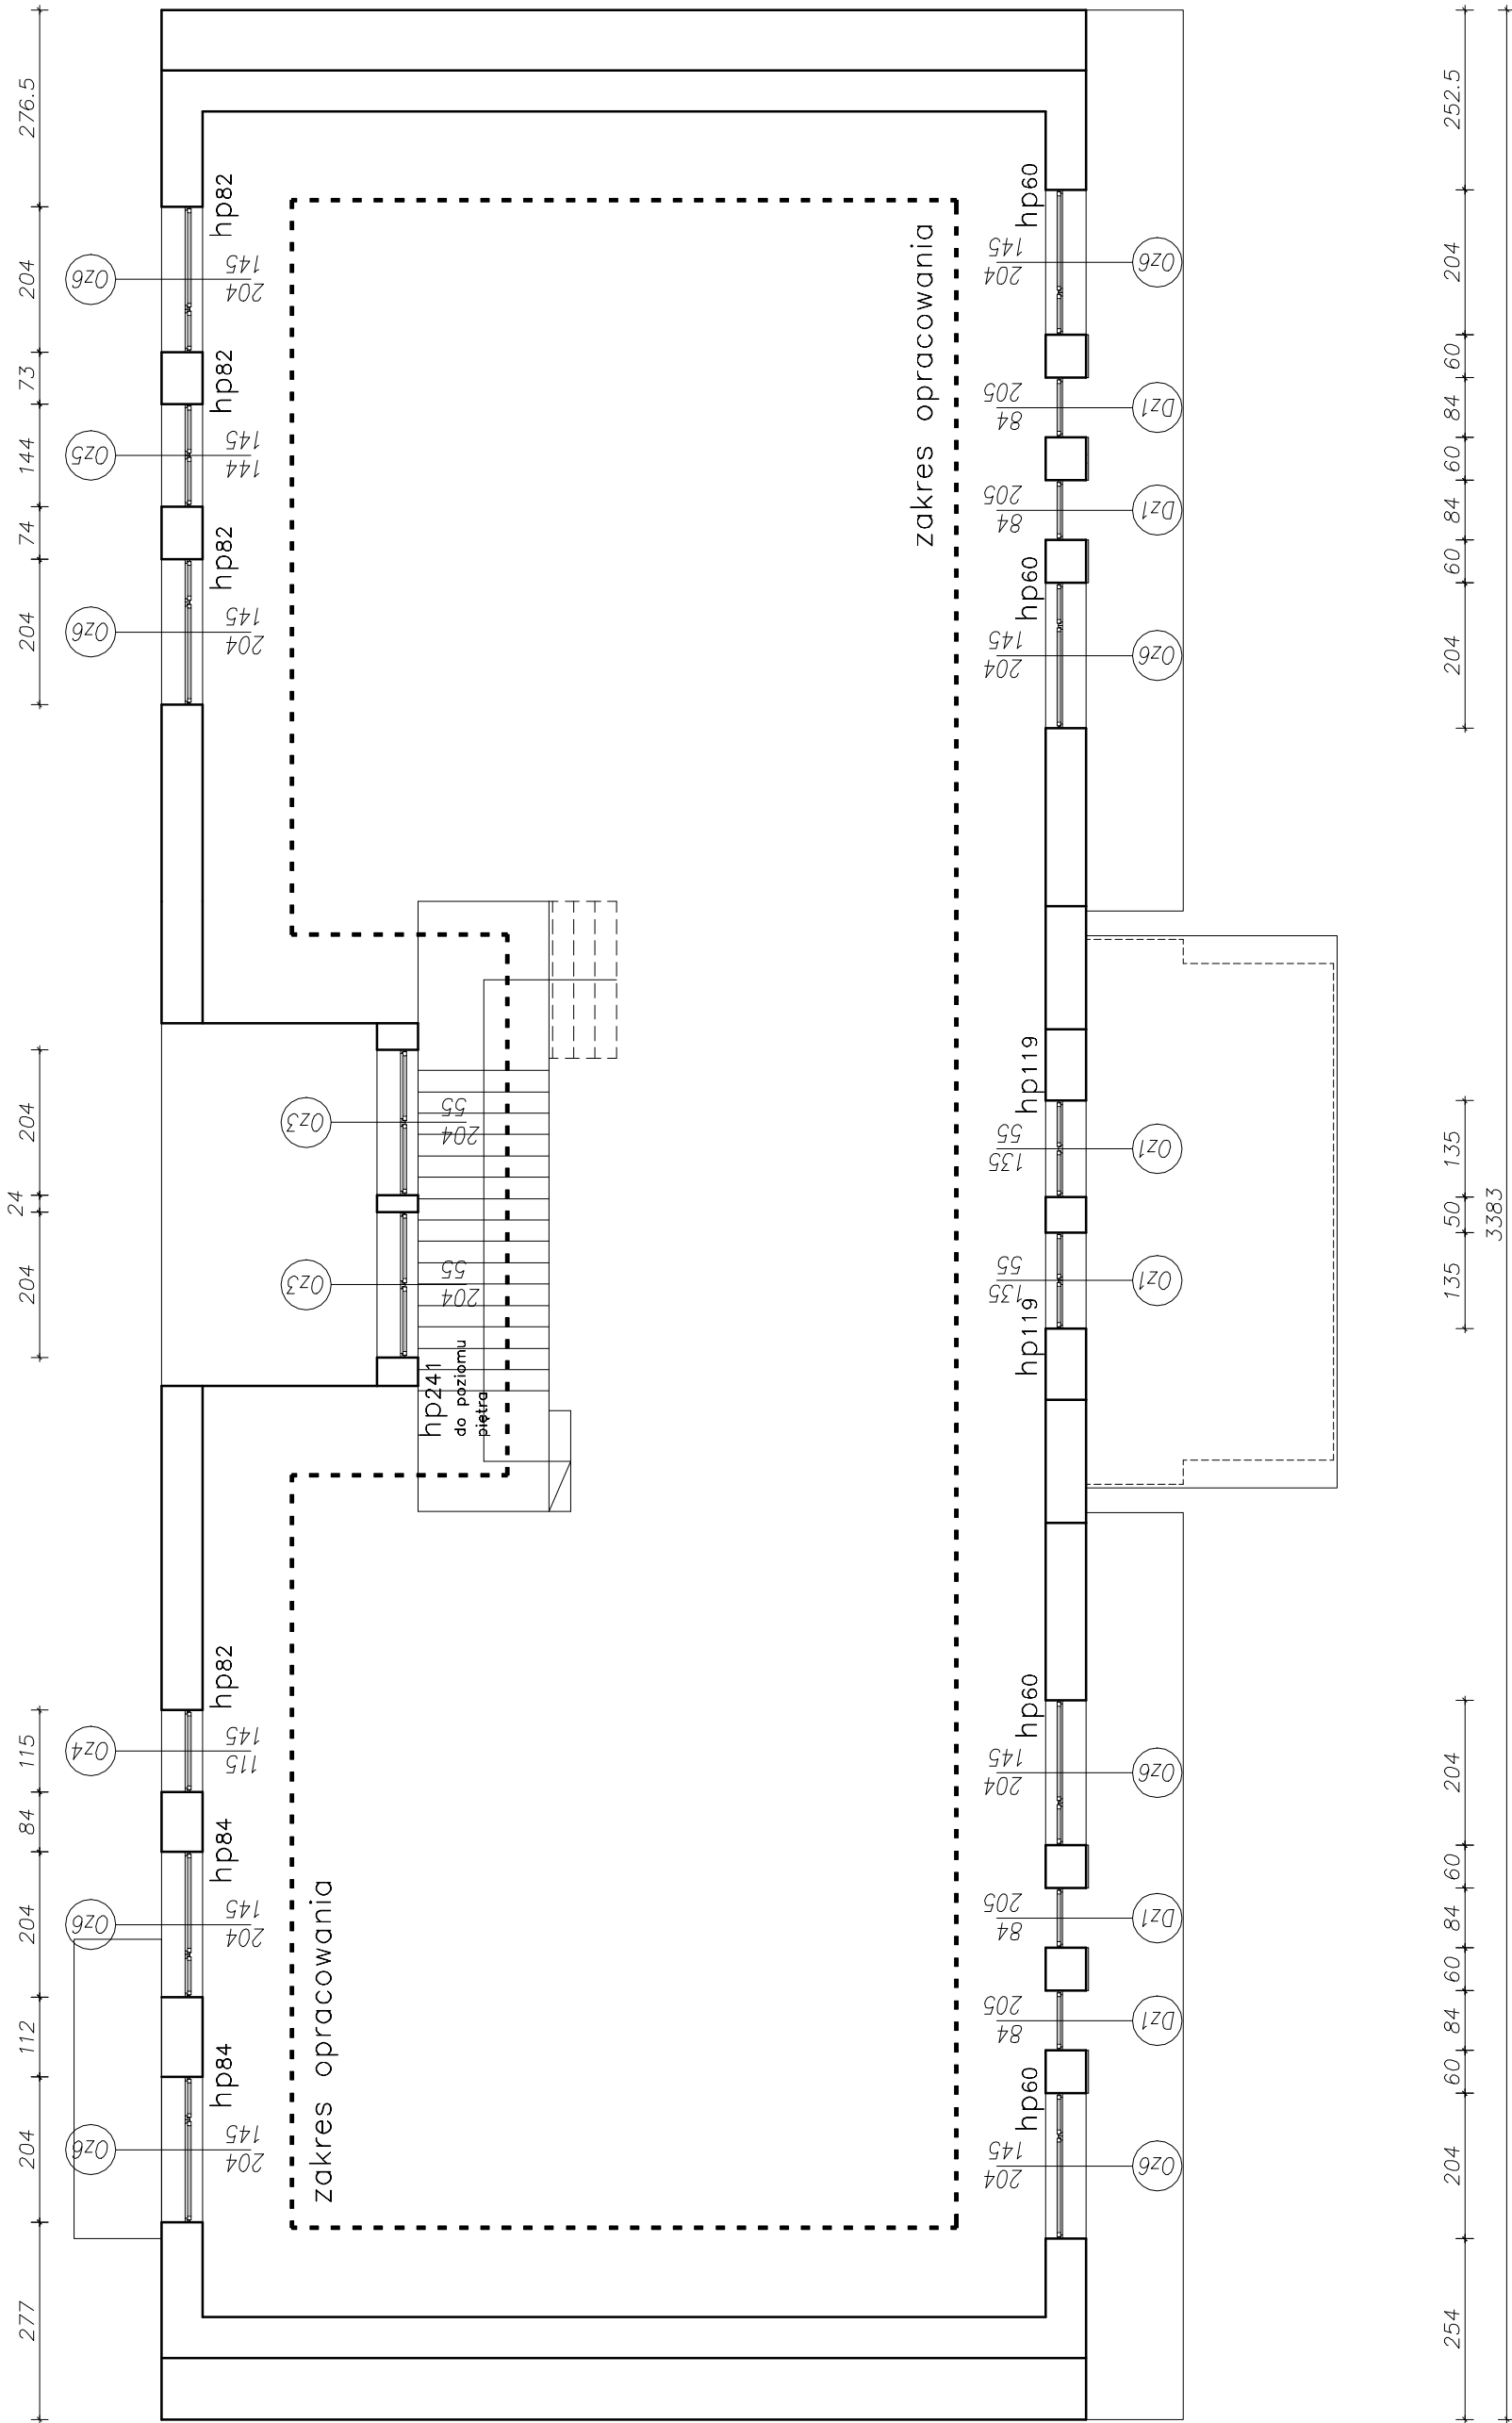 276.5
204
73
144
74
204
204
24
204
115
84
204
112
204
277
Oz6
145
204
hp82
Oz5
145
144
hp82
Oz6
145
204
hp82
Oz3
55
204
Oz3
55
204
hp241
do poziomu
piętra
Oz4
145
115
hp82
Oz6
145
204
hp84
Oz6
145
204
hp84
zakres opracowania
zakres opracowania
hp60
145
204
Oz6
205
84
Dz1
205
84
Dz1
hp60
145
204
Oz6
hp119
55
135
Oz1
55
135
Oz1
hp119
hp60
145
204
Oz6
205
84
Dz1
205
84
Dz1
hp60
145
204
Oz6
252.5
204
60
84
60
84
60
204
135
50
135
204
60
84
60
84
60
204
254
3383